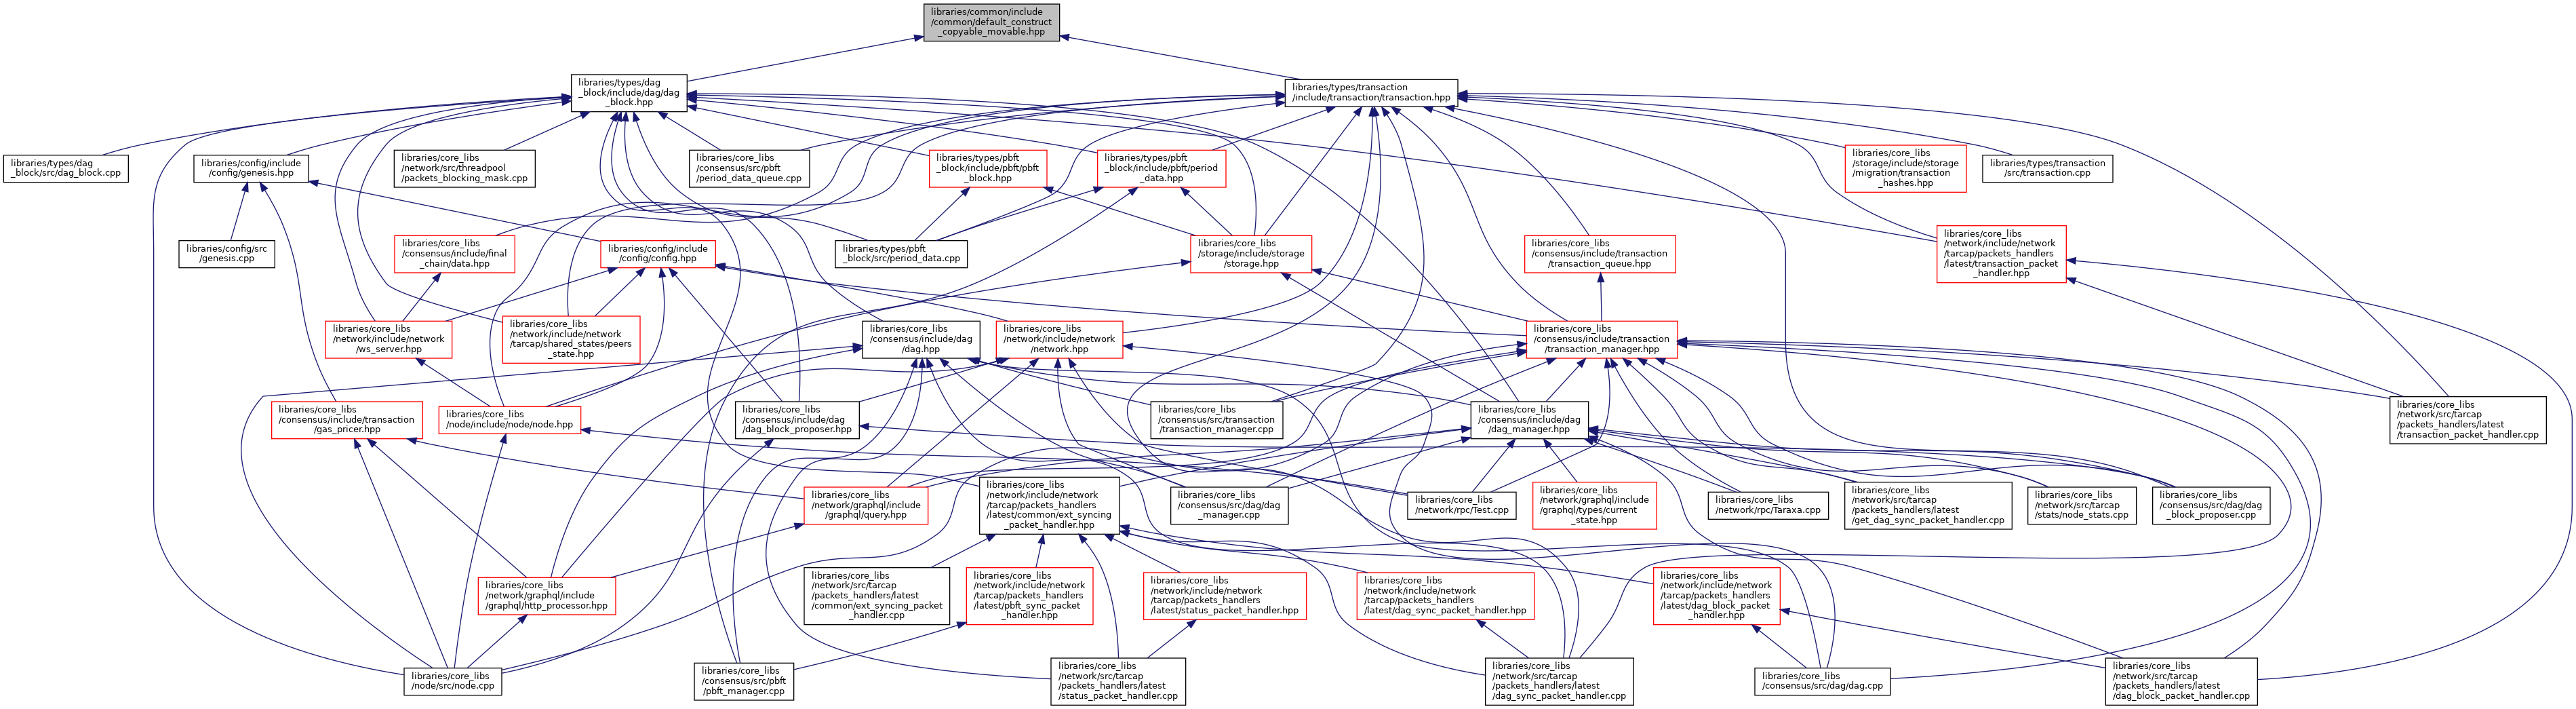 libraries/common/include
/common/default_construct
_copyable_movable.hpp
libraries/types/dag
_block/include/dag/dag
_block.hpp
libraries/types/transaction
/include/transaction/transaction.hpp
libraries/types/dag
_block/src/dag_block.cpp
libraries/config/include
/config/genesis.hpp
libraries/core_libs
/network/src/threadpool
/packets_blocking_mask.cpp
libraries/core_libs
/consensus/src/pbft
/period_data_queue.cpp
libraries/types/pbft
_block/include/pbft/pbft
_block.hpp
libraries/types/pbft
_block/include/pbft/period
_data.hpp
libraries/core_libs
/storage/include/storage
/migration/transaction
_hashes.hpp
libraries/types/transaction
/src/transaction.cpp
libraries/config/src
/genesis.cpp
libraries/core_libs
/consensus/include/final
_chain/data.hpp
libraries/config/include
/config/config.hpp
libraries/types/pbft
_block/src/period_data.cpp
libraries/core_libs
/storage/include/storage
/storage.hpp
libraries/core_libs
/consensus/include/transaction
/transaction_queue.hpp
libraries/core_libs
/network/include/network
/tarcap/packets_handlers
/latest/transaction_packet
_handler.hpp
libraries/core_libs
/network/include/network
/ws_server.hpp
libraries/core_libs
/network/include/network
/tarcap/shared_states/peers
_state.hpp
libraries/core_libs
/consensus/include/dag
/dag.hpp
libraries/core_libs
/network/include/network
/network.hpp
libraries/core_libs
/consensus/include/transaction
/transaction_manager.hpp
libraries/core_libs
/consensus/include/transaction
/gas_pricer.hpp
libraries/core_libs
/node/include/node/node.hpp
libraries/core_libs
/consensus/include/dag
/dag_block_proposer.hpp
libraries/core_libs
/consensus/src/transaction
/transaction_manager.cpp
libraries/core_libs
/consensus/include/dag
/dag_manager.hpp
libraries/core_libs
/network/src/tarcap
/packets_handlers/latest
/transaction_packet_handler.cpp
libraries/core_libs
/network/graphql/include
/graphql/query.hpp
libraries/core_libs
/network/include/network
/tarcap/packets_handlers
/latest/common/ext_syncing
_packet_handler.hpp
libraries/core_libs
/consensus/src/dag/dag
_manager.cpp
libraries/core_libs
/network/rpc/Test.cpp
libraries/core_libs
/network/graphql/include
/graphql/types/current
_state.hpp
libraries/core_libs
/network/rpc/Taraxa.cpp
libraries/core_libs
/network/src/tarcap
/packets_handlers/latest
/get_dag_sync_packet_handler.cpp
libraries/core_libs
/network/src/tarcap
/stats/node_stats.cpp
libraries/core_libs
/consensus/src/dag/dag
_block_proposer.cpp
libraries/core_libs
/network/graphql/include
/graphql/http_processor.hpp
libraries/core_libs
/network/src/tarcap
/packets_handlers/latest
/common/ext_syncing_packet
_handler.cpp
libraries/core_libs
/network/include/network
/tarcap/packets_handlers
/latest/pbft_sync_packet
_handler.hpp
libraries/core_libs
/network/include/network
/tarcap/packets_handlers
/latest/status_packet_handler.hpp
libraries/core_libs
/network/include/network
/tarcap/packets_handlers
/latest/dag_sync_packet_handler.hpp
libraries/core_libs
/network/include/network
/tarcap/packets_handlers
/latest/dag_block_packet
_handler.hpp
libraries/core_libs
/node/src/node.cpp
libraries/core_libs
/consensus/src/pbft
/pbft_manager.cpp
libraries/core_libs
/network/src/tarcap
/packets_handlers/latest
/status_packet_handler.cpp
libraries/core_libs
/network/src/tarcap
/packets_handlers/latest
/dag_sync_packet_handler.cpp
libraries/core_libs
/consensus/src/dag/dag.cpp
libraries/core_libs
/network/src/tarcap
/packets_handlers/latest
/dag_block_packet_handler.cpp